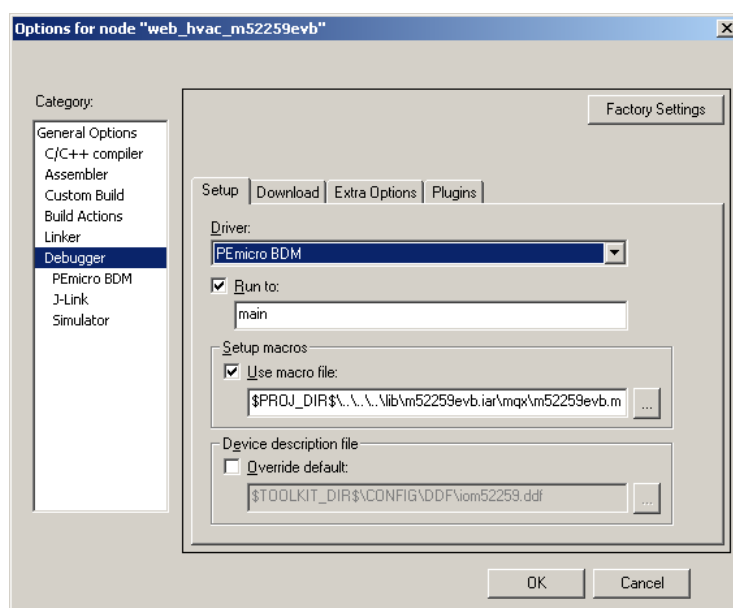 Options for node "web_hvac_m52259evb"
Category:
Factory Settings
General Options
C/C++ compiler
Assembler
Custom Build
Build Actions
Linker
Debugger
PEmicro BDM
J-Link
Simulator
Setup Download Extra Options Plugins
Driver:
PEmicro BDM
Run to:
main
Setup macros
Use macro file:
$PROJ_DIR$\..\..\..\lib\m52259evb.iar\mqx\m52259evb.m
...
Device description file
Override default:
$TOOLKIT_DIR$\CONFIG\DDF\iom52259.ddf
...
OK Cancel